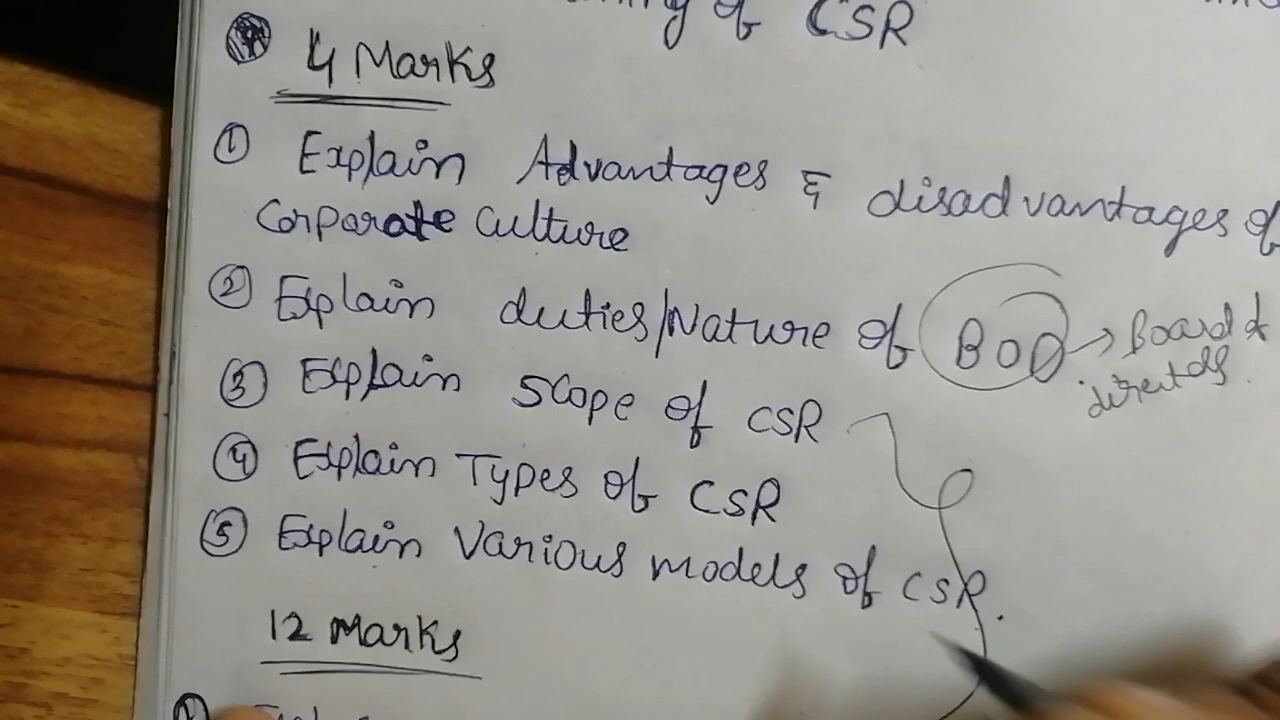 of CSR
4 Marks
① Explain Advantages & disadvantages of
Corporate Culture
② Explain duties/Nature of BOD → Board of
directors
③ Explain Scope of CSR
④ Explain Types of CSR
⑤ Explain Various models of CSR.
12 Marks